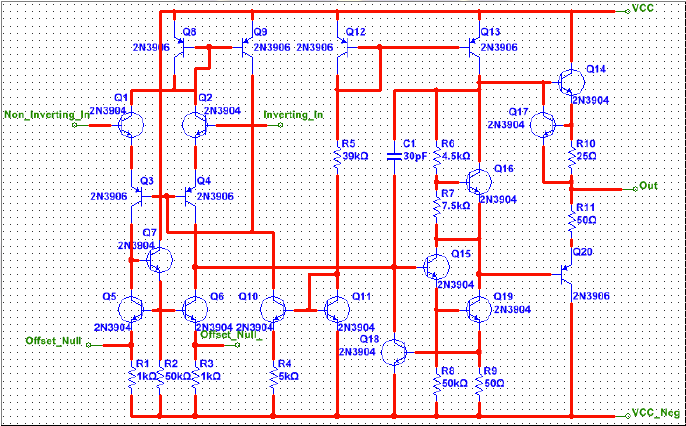 VCC
Q8
Q9
Q12
Q13
2N3906
2N3906
2N3906
2N3906
Q14
2N3904
Q1
Q2
2N3904
2N3904
Non_Inverting_In
Inverting_In
Q17
2N3904
R5
39kΩ
C1
30pF
R6
4.5kΩ
R10
25Ω
Q16
2N3904
Q3
Q4
2N3906
2N3906
R7
7.5kΩ
Out
R11
50Ω
Q7
2N3904
Q15
2N3904
Q20
2N3906
Q5
Q6
Q10
Q11
Q19
2N3904
2N3904
2N3904
2N3904
2N3904
Offset_Null
Offset_Null_
Q18
2N3904
R1
1kΩ
R2
50kΩ
R3
1kΩ
R4
5kΩ
R8
50kΩ
R9
50Ω
VCC_Neg